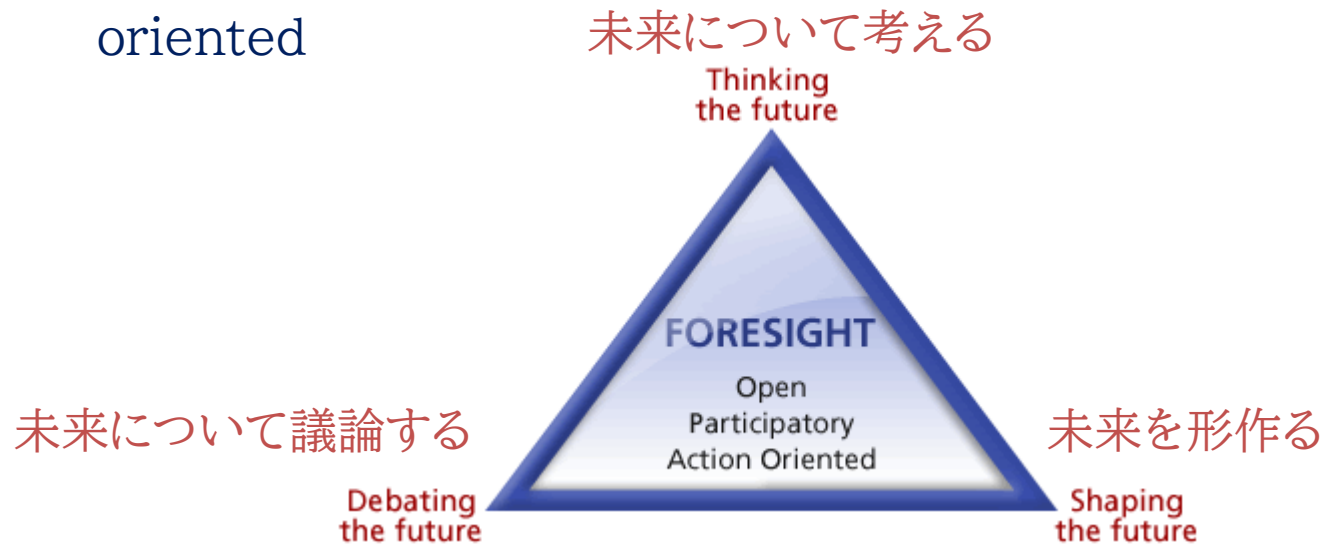 oriented
未来について考える
Thinking
the future
FORESIGHT
Open
Participatory
Action Oriented
未来について議論する
未来を形作る
Debating
the future
Shaping
the future